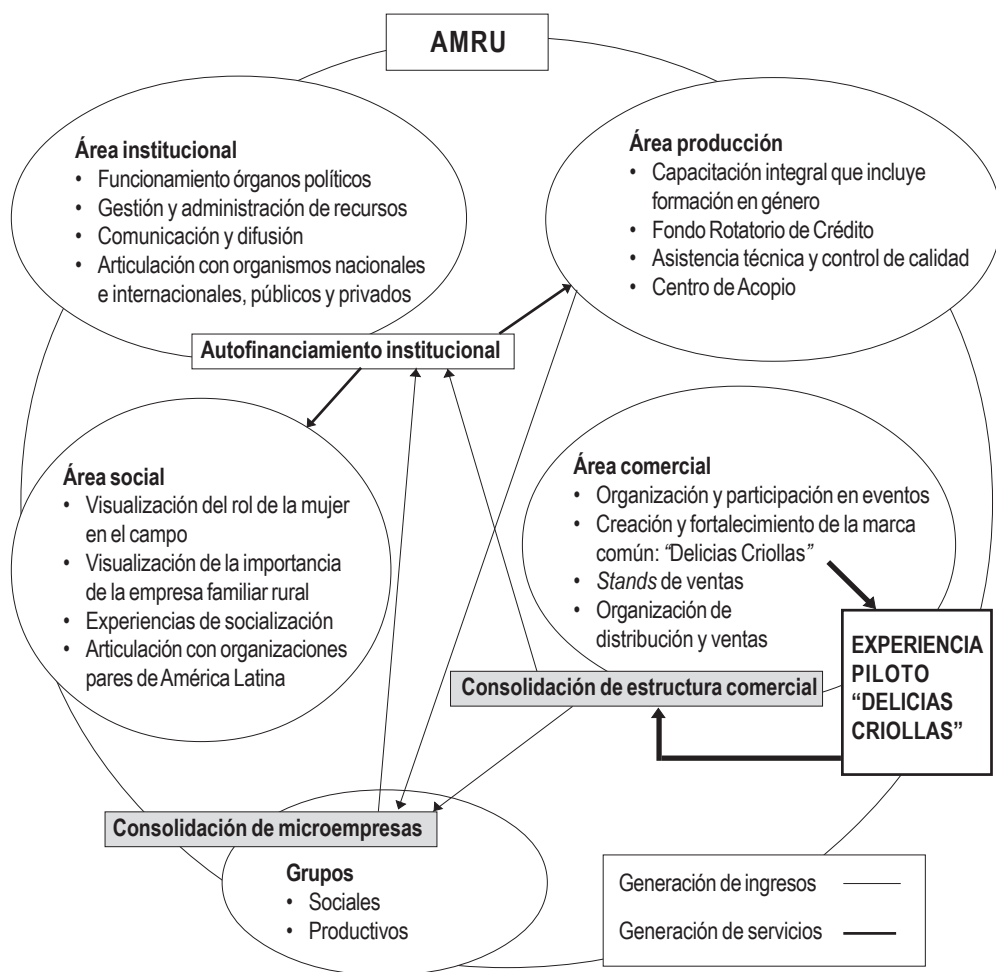 AMRU
Área institucional
• Funcionamiento órganos políticos
• Gestión y administración de recursos
• Comunicación y difusión
• Articulación con organismos nacionales
e internacionales, públicos y privados
Área producción
• Capacitación integral que incluye
formación en género
• Fondo Rotatorio de Crédito
• Asistencia técnica y control de calidad
• Centro de Acopio
Autofinanciamiento institucional
Área social
• Visualización del rol de la mujer
en el campo
• Visualización de la importancia
de la empresa familiar rural
• Experiencias de socialización
• Articulación con organizaciones
pares de América Latina
Área comercial
• Organización y participación en eventos
• Creación y fortalecimiento de la marca
común: “Delicias Criollas”
• Stands de ventas
• Organización de
distribución y ventas
EXPERIENCIA
PILOTO
“DELICIAS
CRIOLLAS”
Consolidación de estructura comercial
Consolidación de microempresas
Grupos
• Sociales
• Productivos
Generación de ingresos
Generación de servicios